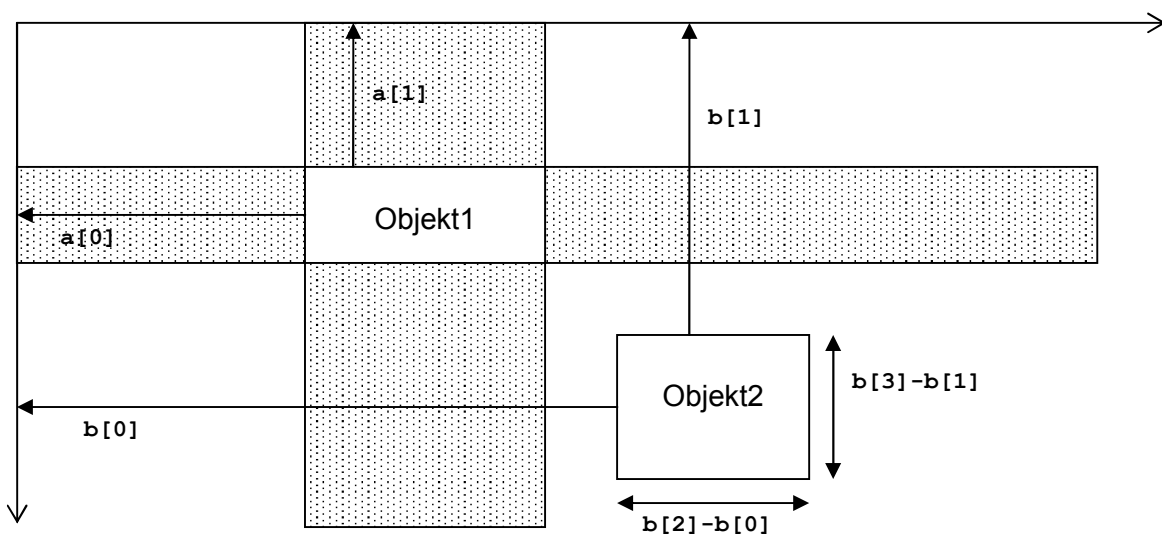 a[1]
b[1]
Objekt1
a[0]
b[3]-b[1]
Objekt2
b[0]
b[2]-b[0]